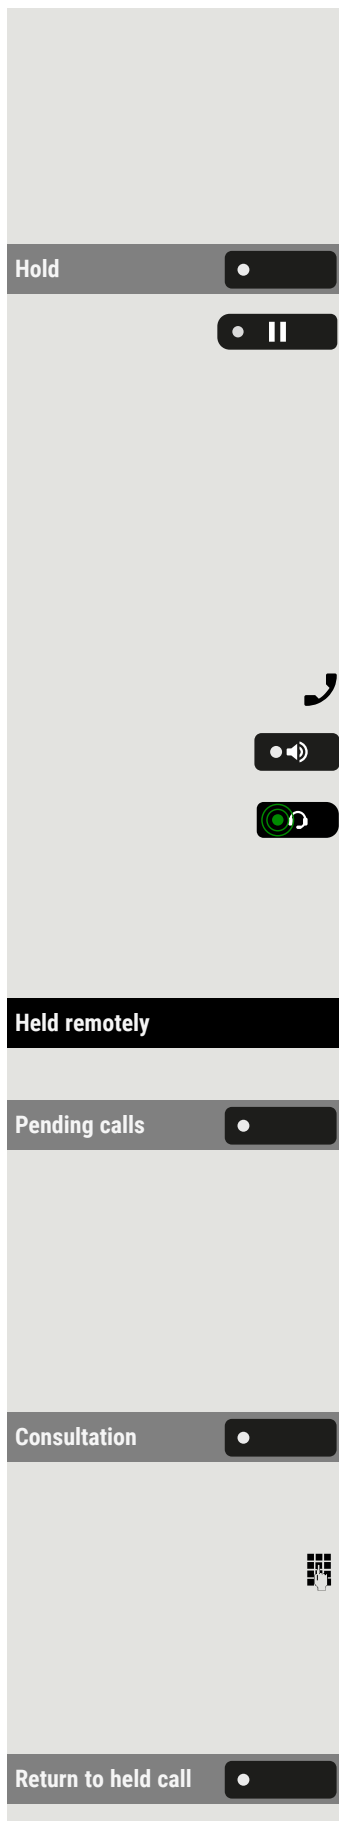 Hold
Held remotely
Pending calls
Consultation
Return to held call